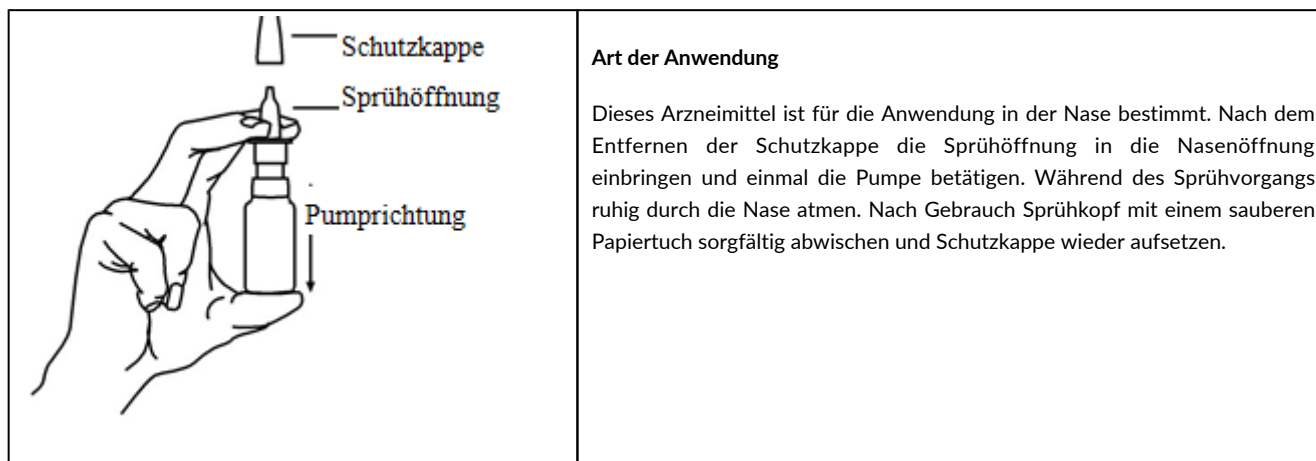 Schutzkappe
Sprühöffnung
Pumprichtung
Art der Anwendung
Dieses Arzneimittel ist für die Anwendung in der Nase bestimmt. Nach dem
Entfernen der Schutzkappe die Sprühöffnung in die Nasenöffnung
einbringen und einmal die Pumpe betätigen. Während des Sprühvorgangs
ruhig durch die Nase atmen. Nach Gebrauch Sprühkopf mit einem sauberen
Papiertuch sorgfältig abwischen und Schutzkappe wieder aufsetzen.